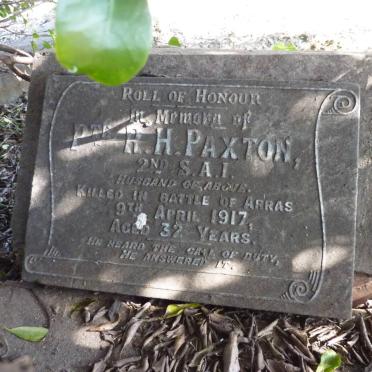 ROLL OF HONOUR
In Memory of
PTE R. H. PAXTON,
2ND S.A.I.
HUSBAND OF ABOVE.
KILLED IN BATTLE OF ARRAS
9TH APRIL 1917,
AGED 32 YEARS.
HE HEARD THE CALL OF DUTY,
HE ANSWERED IT.